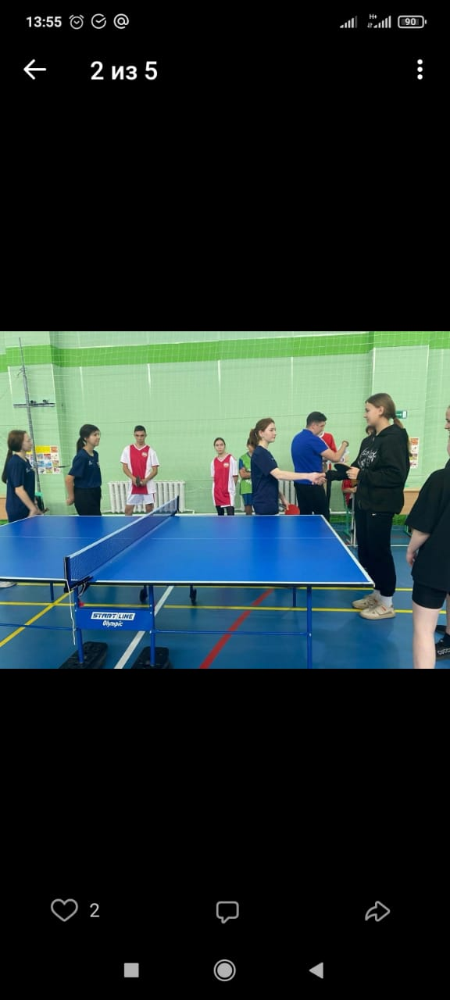 13:55
H+
90
2 из 5
START LINE
Olympic
2